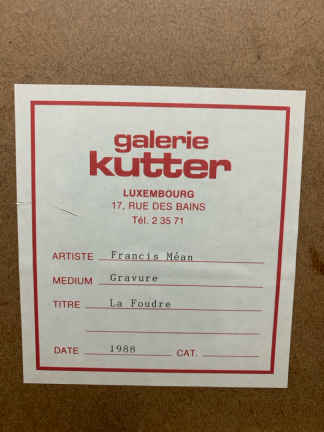 galerie
kutter
LUXEMBOURG
17, RUE DES BAINS
Tél. 2 35 71
ARTISTE Francis Méan
MEDIUM Gravure
TITRE La Foudre
DATE 1988 CAT.